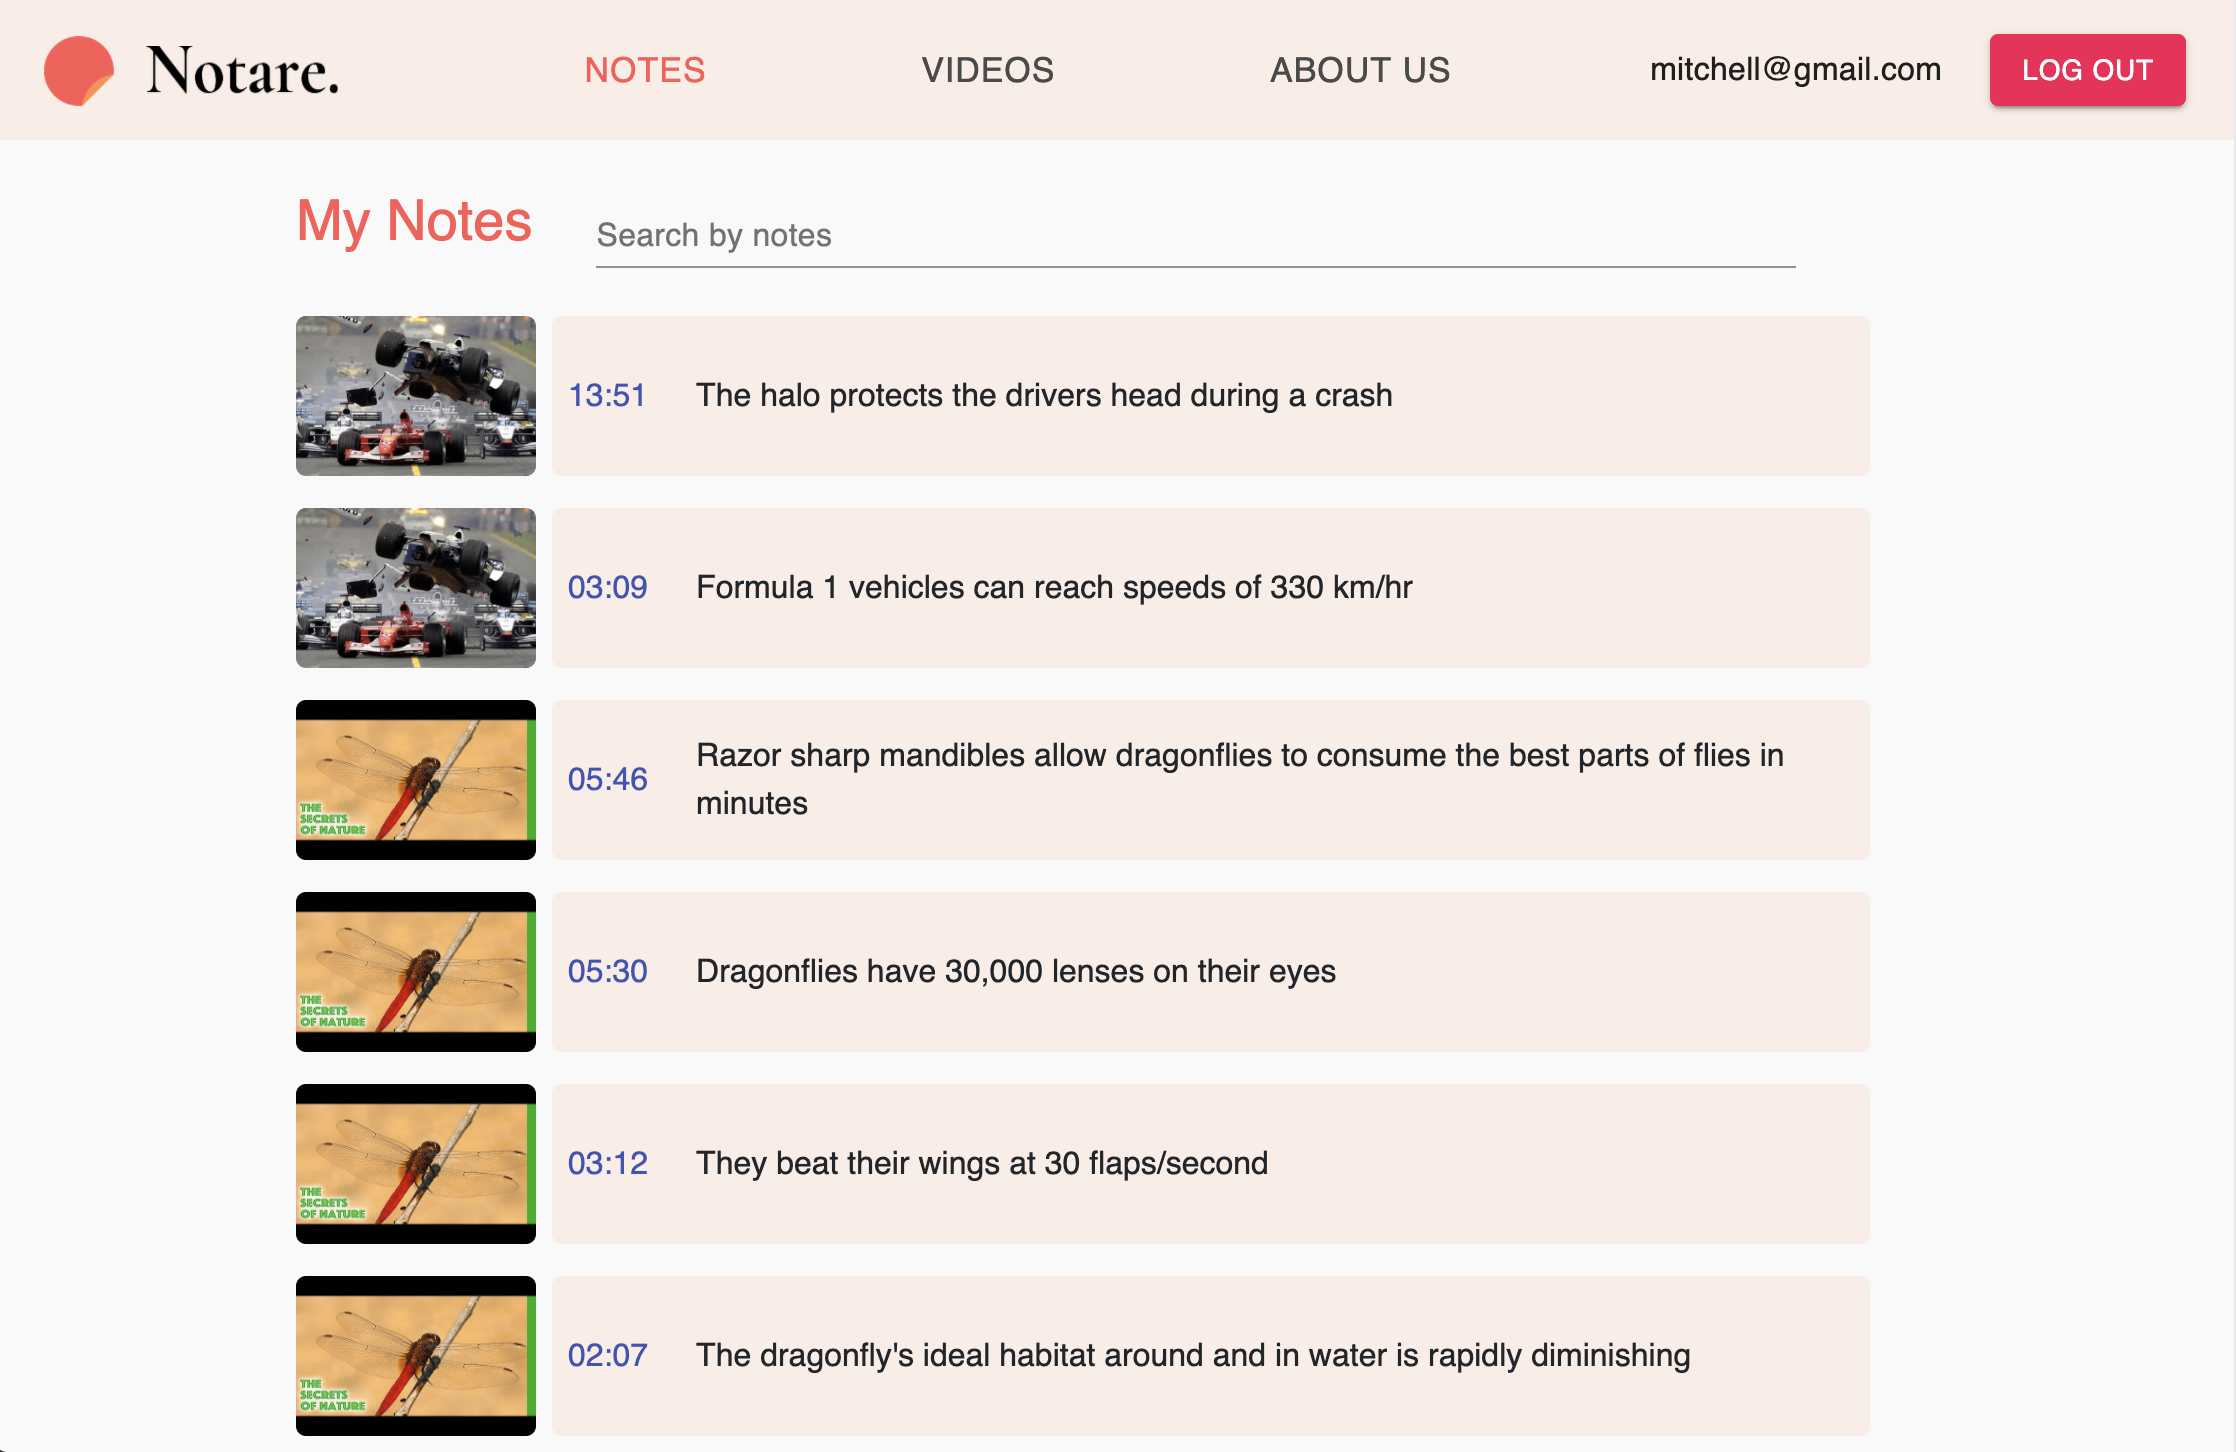 Notare.
NOTES
VIDEOS
ABOUT US
mitchell@gmail.com
LOG OUT
My Notes
Search by notes
13:51
The halo protects the drivers head during a crash
03:09
Formula 1 vehicles can reach speeds of 330 km/hr
THE
SECRETS
OF NATURE
05:46
Razor sharp mandibles allow dragonflies to consume the best parts of flies in
minutes
THE
SECRETS
OF NATURE
05:30
Dragonflies have 30,000 lenses on their eyes
THE
SECRETS
OF NATURE
03:12
They beat their wings at 30 flaps/second
THE
SECRETS
OF NATURE
02:07
The dragonfly's ideal habitat around and in water is rapidly diminishing